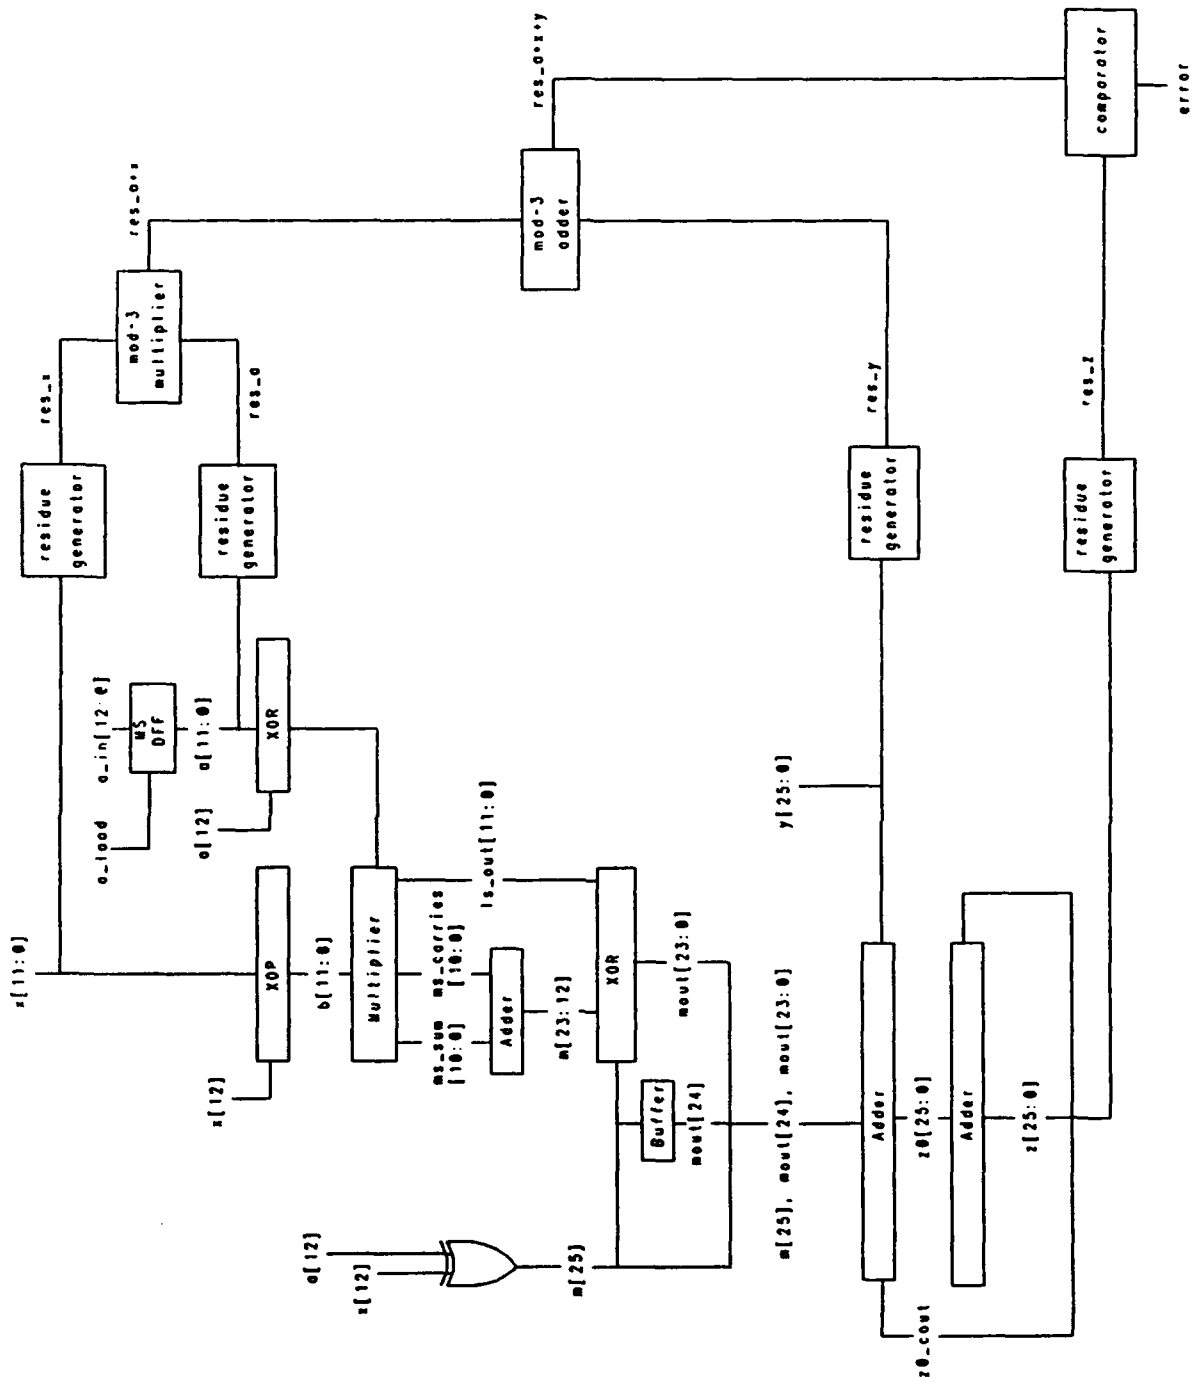 x[11:0]
x[12]
XOP
b[11:0]
a_load
a_in[12:0]
MS
DFF
a[11:0]
a[12]
XOR
residue
generator
res_x
residue
generator
res_a
mod-3
multiplier
res_a*x
Multiplier
ms_sum
[10:0]
ms_carries
[10:0]
ls_out[11:0]
Adder
m[23:12]
XOR
mout[23:0]
a[12]
x[12]
m[25]
Buffer
mout[24]
m[25], mout[24], mout[23:0]
y[25:0]
Adder
z0[25:0]
Adder
z[25:0]
z0_cout
residue
generator
res_y
mod-3
adder
res_a*x+y
residue
generator
res_z
comparator
error